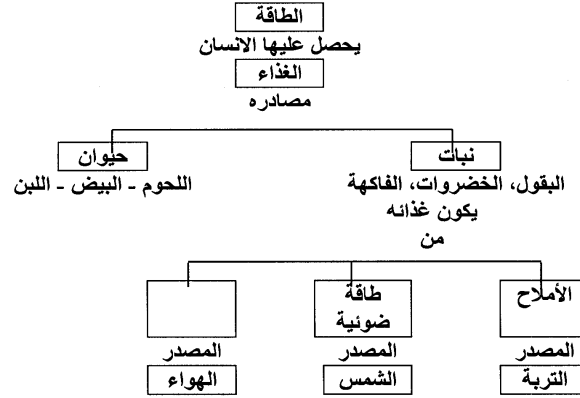 الطاقة
يحصل عليها الانسان
الغذاء
مصادره
نبات
البقول، الخضروات، الفاكهة
يكون غذائه
من
حيوان
اللحوم - البيض - اللبن
الأملاح
المصدر
التربة
طاقة
ضوئية
المصدر
الشمس
المصدر
الهواء